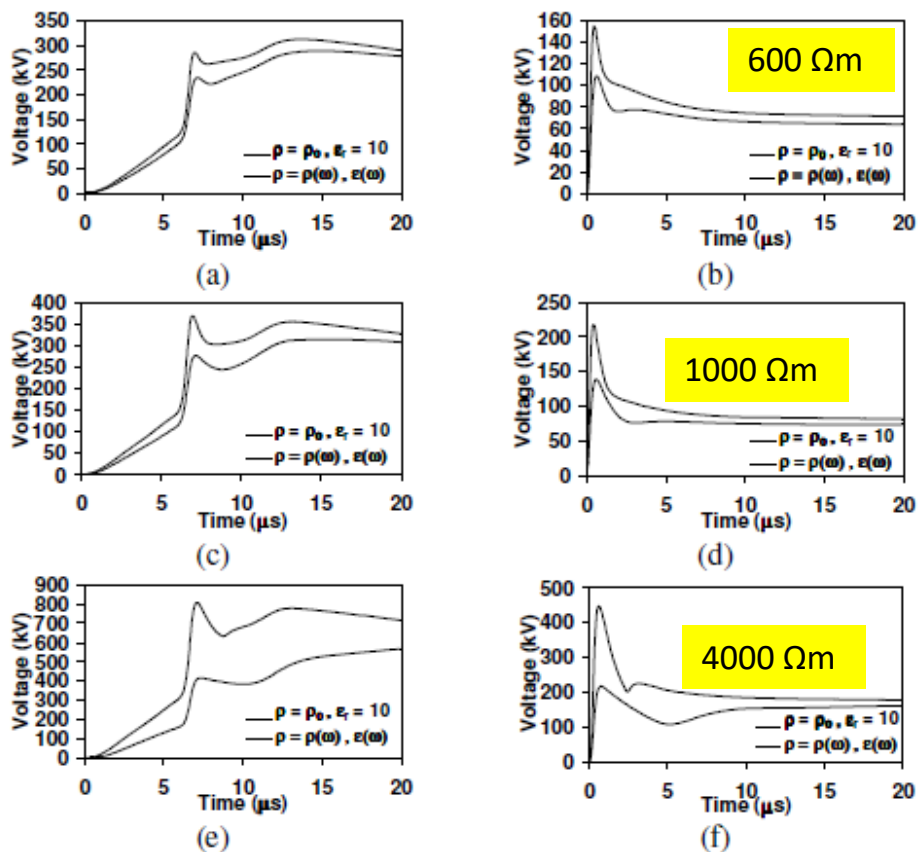 Voltage (kV)
350
300
250
200
150
100
50
0
ρ = ρ₀ , εᵣ = 10
ρ = ρ(ω) , ε(ω)
0 5 10 15 20
Time (μs)
(a)
Voltage (kV)
160
140
120
100
80
60
40
20
0
600 Ωm
ρ = ρ₀ , εᵣ = 10
ρ = ρ(ω) , ε(ω)
0 5 10 15 20
Time (μs)
(b)
Voltage (kV)
400
350
300
250
200
150
100
50
0
ρ = ρ₀ , εᵣ = 10
ρ = ρ(ω) , ε(ω)
0 5 10 15 20
Time (μs)
(c)
Voltage (kV)
250
200
150
100
50
0
1000 Ωm
ρ = ρ₀ , εᵣ = 10
ρ = ρ(ω) , ε(ω)
0 5 10 15 20
Time (μs)
(d)
Voltage (kV)
900
800
700
600
500
400
300
200
100
0
ρ = ρ₀ , εᵣ = 10
ρ = ρ(ω) , ε(ω)
0 5 10 15 20
Time (μs)
(e)
Voltage (kV)
500
400
300
200
100
0
4000 Ωm
ρ = ρ₀ , εᵣ = 10
ρ = ρ(ω) , ε(ω)
0 5 10 15 20
Time (μs)
(f)